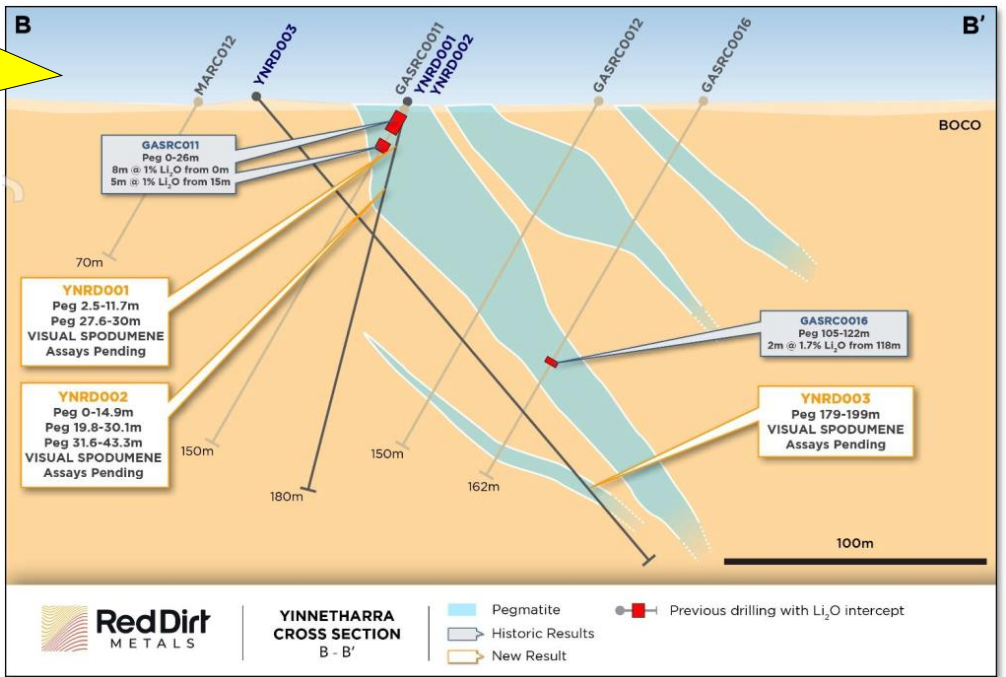 B
B'
MARC012
YNRD003
GASRC0011
YNRD001
YNRD002
GASRC0012
GASRC0016
BOCO
GASRC011
Peg 0-26m
8m @ 1% Li₂O from 0m
5m @ 1% Li₂O from 15m
70m
YNRD001
Peg 2.5-11.7m
Peg 27.6-30m
VISUAL SPODUMENE
Assays Pending
GASRC0016
Peg 105-122m
2m @ 1.7% Li₂O from 118m
YNRD002
Peg 0-14.9m
Peg 19.8-30.1m
Peg 31.6-43.3m
VISUAL SPODUMENE
Assays Pending
YNRD003
Peg 179-199m
VISUAL SPODUMENE
Assays Pending
150m
150m
180m
162m
100m
RedDirt
METALS
YINNETHARRA
CROSS SECTION
B - B'
Pegmatite
Historic Results
New Result
Previous drilling with Li₂O intercept